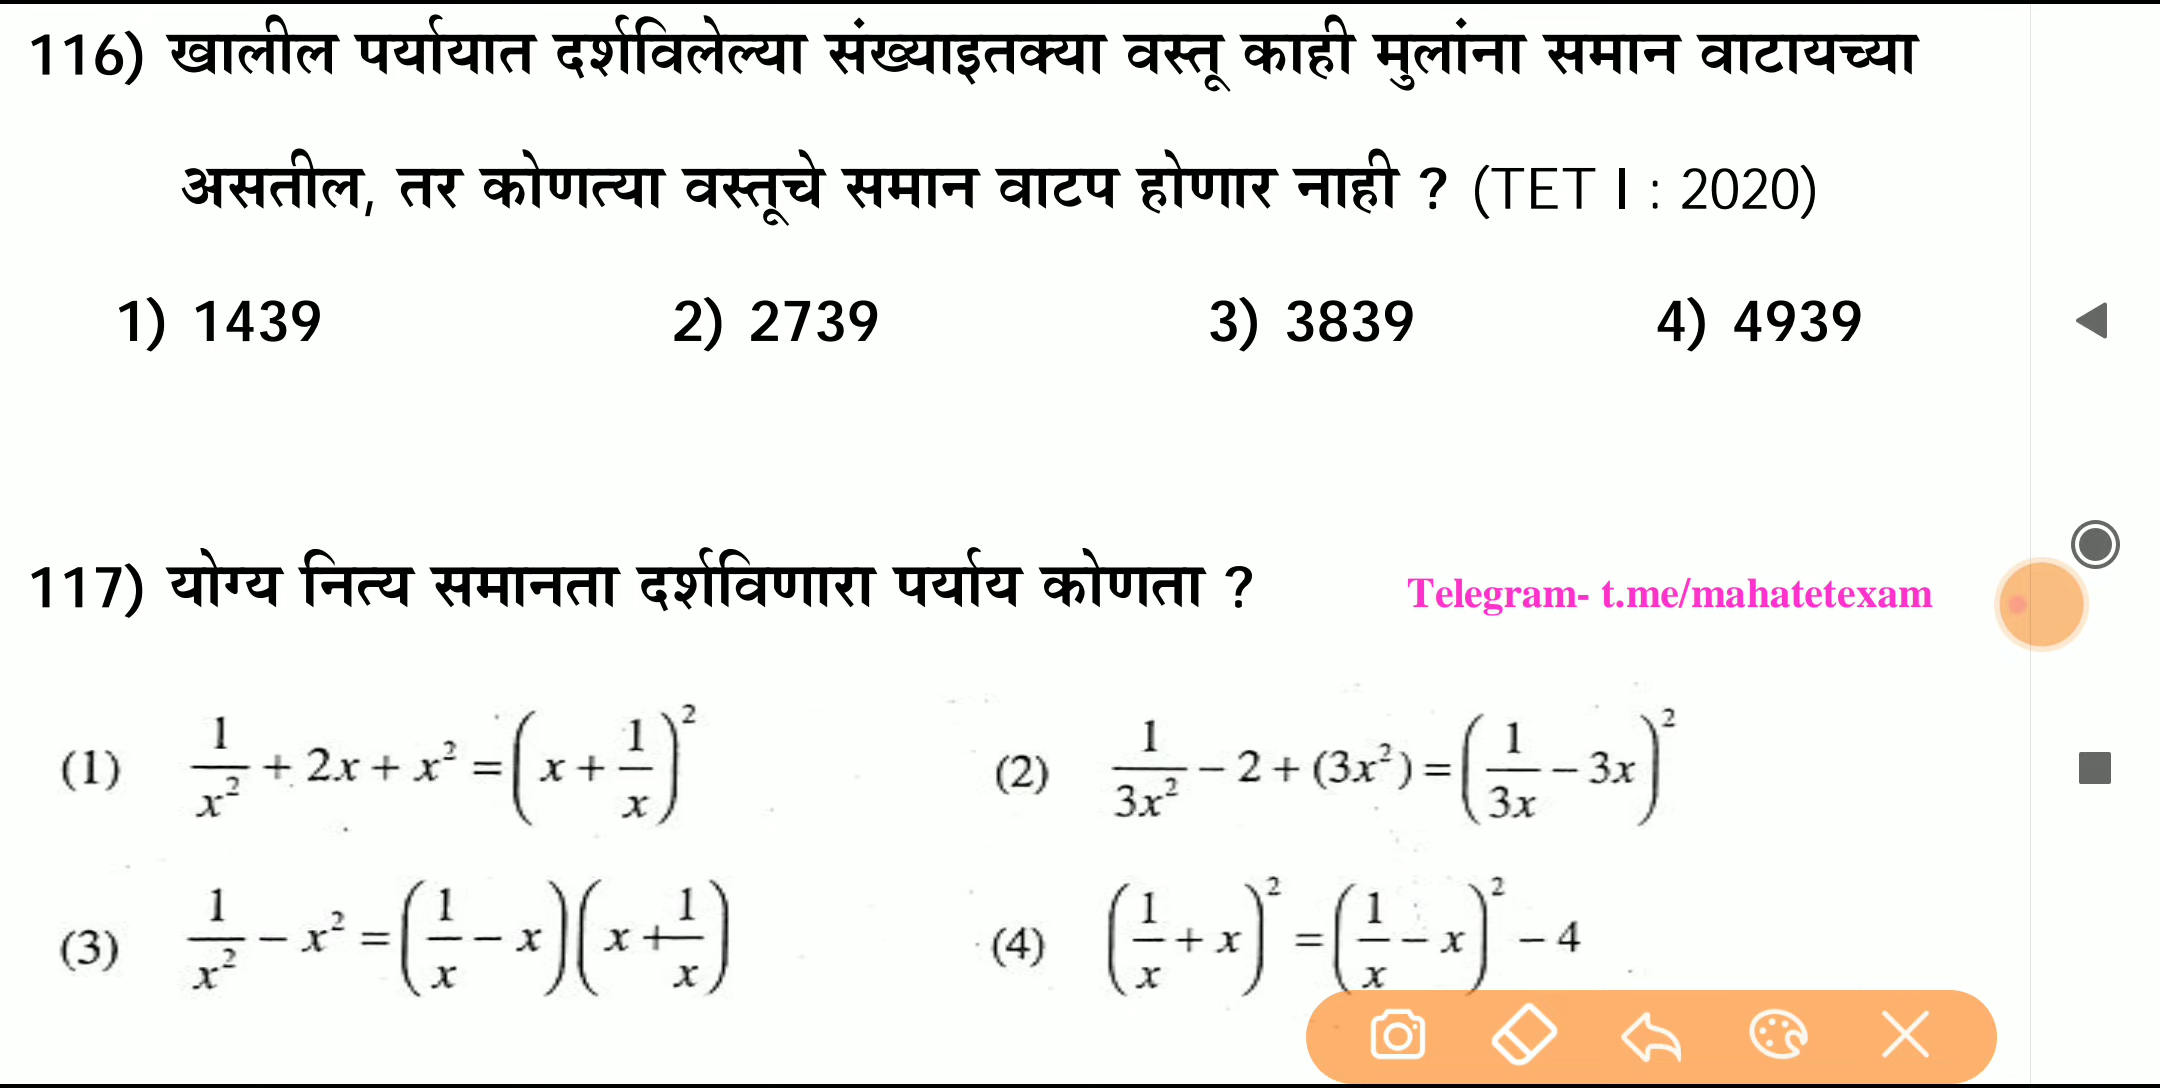 116) खालील पर्यायात दर्शविलेल्या संख्याइतक्या वस्तू काही मुलांना समान वाटायच्या
असतील, तर कोणत्या वस्तूचे समान वाटप होणार नाही ? (TET I : 2020)
1) 1439 2) 2739 3) 3839 4) 4939
117) योग्य नित्य समानता दर्शविणारा पर्याय कोणता ? Telegram- t.me/mahatetexam
(1) 1/x² + 2x + x² = (x + 1/x)² (2) 1/3x² − 2 + (3x²) = (1/3x − 3x)²
(3) 1/x² − x² = (1/x − x)(x + 1/x) (4) (1/x + x)² = (1/x − x)² − 4